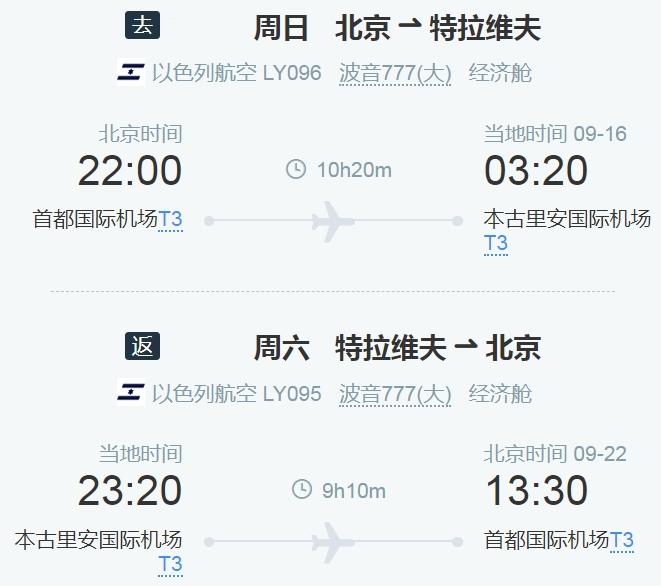 去 周日 北京 ⇀ 特拉维夫
以色列航空 LY096 波音777(大) 经济舱
北京时间 当地时间 09-16
22:00 10h20m 03:20
首都国际机场T3 本古里安国际机场
T3
返 周六 特拉维夫 ⇀ 北京
以色列航空 LY095 波音777(大) 经济舱
当地时间 北京时间 09-22
23:20 9h10m 13:30
本古里安国际机场 首都国际机场T3
T3